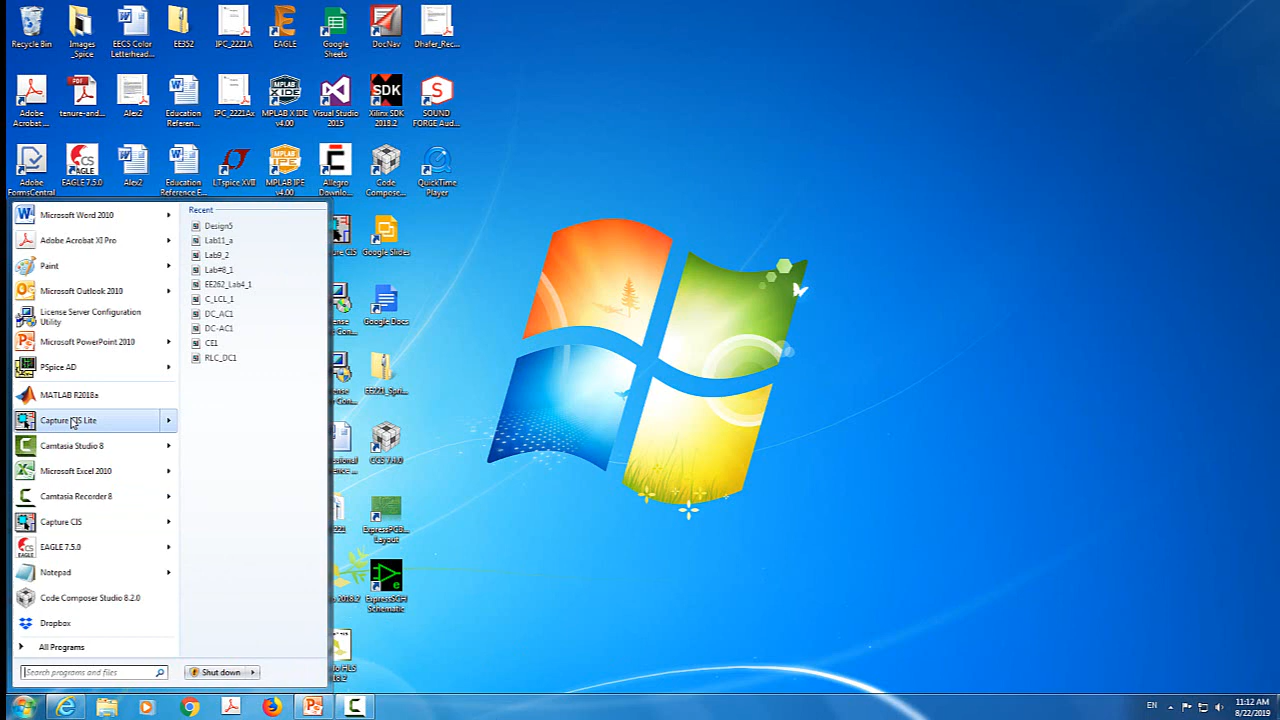 Recycle Bin
Images
_Spice
EECS Color
Letterhead...
EE352
IPC_2221A
EAGLE
Google
Sheets
DocNav
Dhafer_Rec...
Adobe
Acrobat ...
tenure-and...
Alex2
Education
Referen...
IPC_2221Ax
MPLAB X IDE
v4.00
Visual Studio
2015
Xilinx SDK
2018.2
SOUND
FORGE Aud...
Adobe
FormsCentral
EAGLE 7.5.0
Alex2
Education
Reference E...
LTspice XVII
MPLAB IPE
v4.00
Allegro
Downlo...
Code
Compose...
QuickTime
Player
Microsoft Word 2010
Adobe Acrobat XI Pro
Paint
Microsoft Outlook 2010
License Server Configuration
Utility
Microsoft PowerPoint 2010
PSpice AD
MATLAB R2018a
Capture CIS Lite
Camtasia Studio 8
Microsoft Excel 2010
Camtasia Recorder 8
Capture CIS
EAGLE 7.5.0
Notepad
Code Composer Studio 8.2.0
Dropbox
All Programs
Search programs and files
Shut down
Recent
Design5
Lab11_a
Lab9_2
Lab#8_1
EE262_Lab4_1
C_LCL_1
DC_AC1
DC-AC1
CE1
RLC_DC1
Google Slides
Google Docs
EE221_Spri...
CCS 7.4.0
ExpressPCB...
Layout
ExpressSCH
Schematic
EN
11:12 AM
8/22/2019